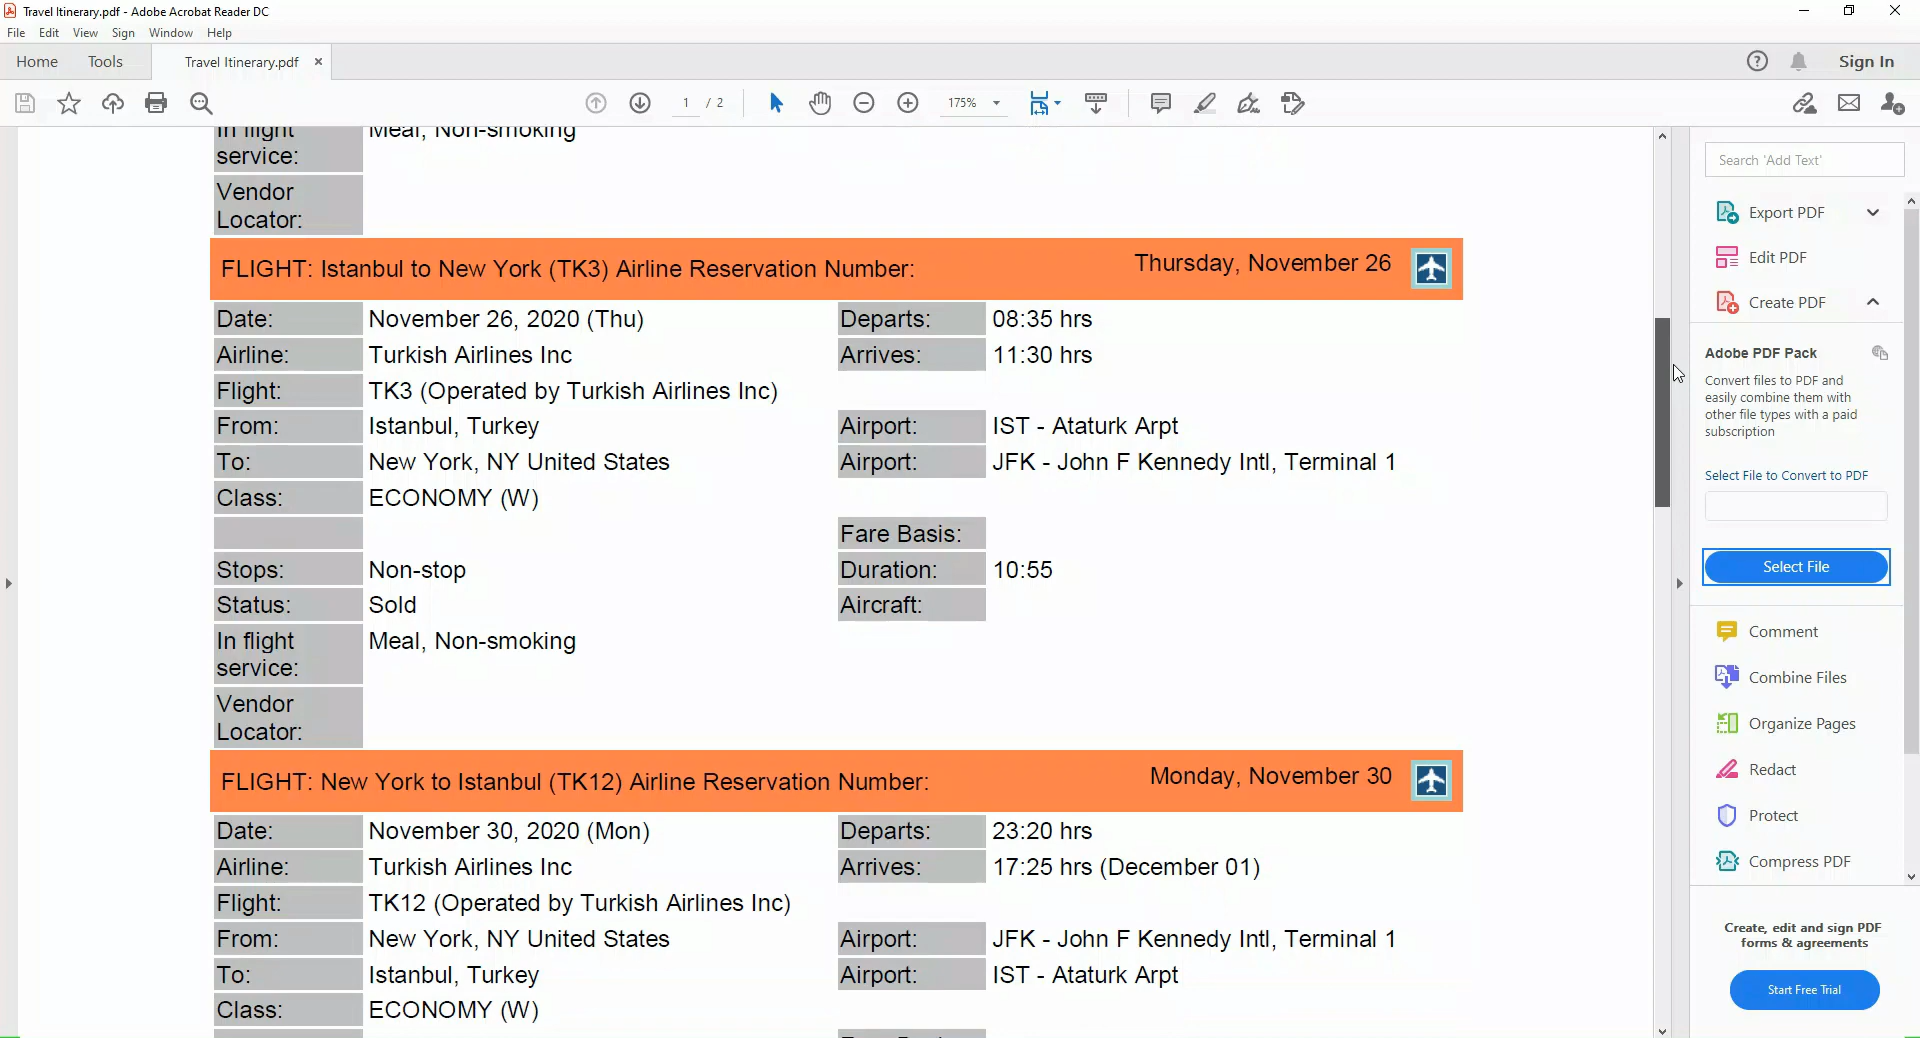 Travel Itinerary.pdf - Adobe Acrobat Reader DC
File Edit View Sign Window Help
Home Tools Travel Itinerary.pdf × Sign In
1 / 2 175%
In flight service: Meal, Non-smoking
Vendor Locator:
FLIGHT: Istanbul to New York (TK3) Airline Reservation Number: Thursday, November 26
Date: November 26, 2020 (Thu) Departs: 08:35 hrs
Airline: Turkish Airlines Inc Arrives: 11:30 hrs
Flight: TK3 (Operated by Turkish Airlines Inc)
From: Istanbul, Turkey Airport: IST - Ataturk Arpt
To: New York, NY United States Airport: JFK - John F Kennedy Intl, Terminal 1
Class: ECONOMY (W)
Fare Basis:
Stops: Non-stop Duration: 10:55
Status: Sold Aircraft:
In flight service: Meal, Non-smoking
Vendor Locator:
FLIGHT: New York to Istanbul (TK12) Airline Reservation Number: Monday, November 30
Date: November 30, 2020 (Mon) Departs: 23:20 hrs
Airline: Turkish Airlines Inc Arrives: 17:25 hrs (December 01)
Flight: TK12 (Operated by Turkish Airlines Inc)
From: New York, NY United States Airport: JFK - John F Kennedy Intl, Terminal 1
To: Istanbul, Turkey Airport: IST - Ataturk Arpt
Class: ECONOMY (W)
Search 'Add Text'
Export PDF
Edit PDF
Create PDF
Adobe PDF Pack
Convert files to PDF and
easily combine them with
other file types with a paid
subscription
Select File to Convert to PDF
Select File
Comment
Combine Files
Organize Pages
Redact
Protect
Compress PDF
Create, edit and sign PDF
forms & agreements
Start Free Trial